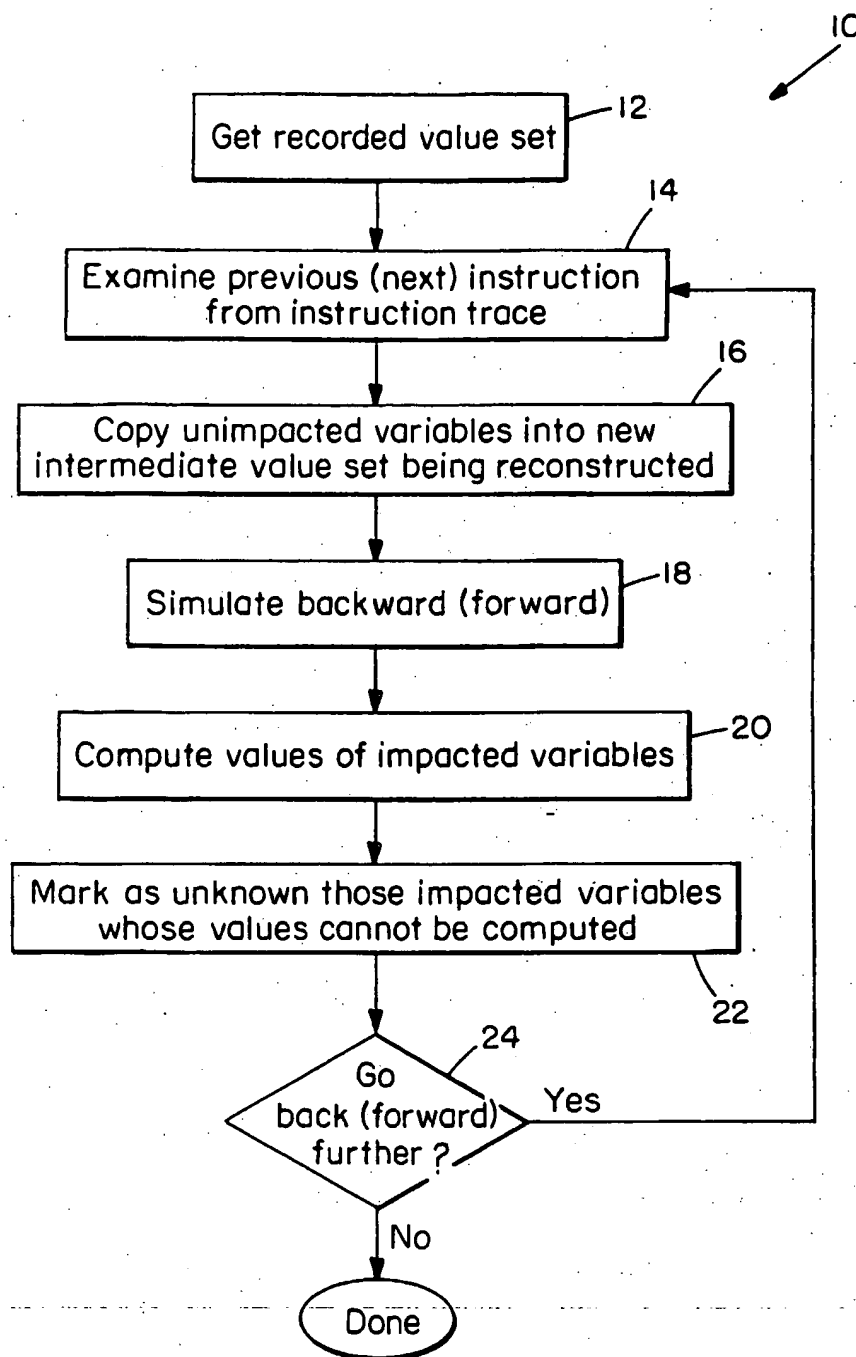 10
12
Get recorded value set
14
Examine previous (next) instruction
from instruction trace
16
Copy unimpacted variables into new
intermediate value set being reconstructed
18
Simulate backward (forward)
20
Compute values of impacted variables
Mark as unknown those impacted variables
whose values cannot be computed
22
24
Go
back (forward)
further ?
Yes
No
Done